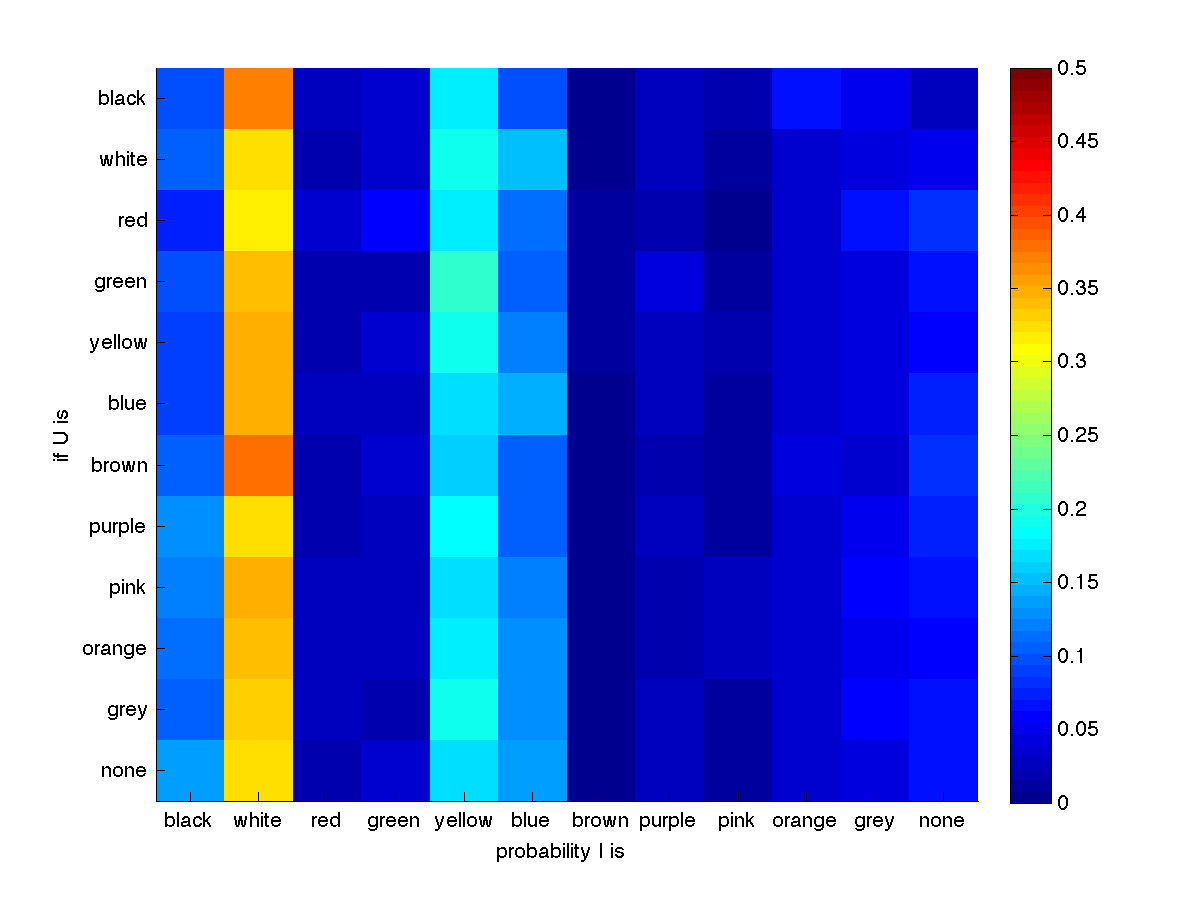 black
white
red
green
yellow
blue
brown
purple
pink
orange
grey
none
if U is
black white red green yellow blue brown purple pink orange grey none
probability I is
0.5
0.45
0.4
0.35
0.3
0.25
0.2
0.15
0.1
0.05
0